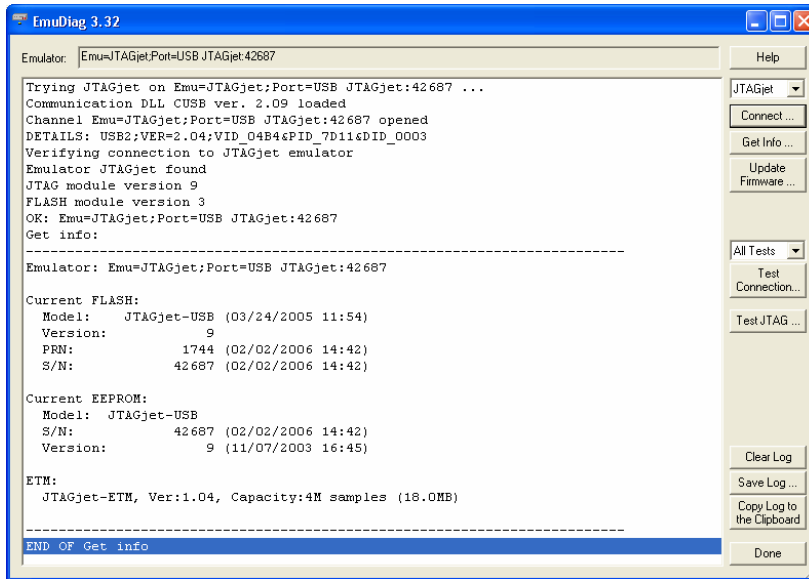 EmuDiag 3.32
Emulator: Emu=JTAGjet;Port=USB JTAGjet:42687
Help
Trying JTAGjet on Emu=JTAGjet;Port=USB JTAGjet:42687 ...
JTAGjet
Communication DLL CUSB ver. 2.09 loaded
Channel Emu=JTAGjet;Port=USB JTAGjet:42687 opened
Connect ...
DETAILS: USB2;VER=2.04;VID_04B4&PID_7D11&DID_0003
Verifying connection to JTAGjet emulator
Get Info ...
Emulator JTAGjet found
JTAG module version 9
Update
Firmware ...
FLASH module version 3
OK: Emu=JTAGjet;Port=USB JTAGjet:42687
Get info:
--------------------------------------------------------------------------
All Tests
Emulator: Emu=JTAGjet;Port=USB JTAGjet:42687
Test
Connection...
Current FLASH:
Model: JTAGjet-USB (03/24/2005 11:54)
Test JTAG ...
Version: 9
PRN: 1744 (02/02/2006 14:42)
S/N: 42687 (02/02/2006 14:42)
Current EEPROM:
Model: JTAGjet-USB
S/N: 42687 (02/02/2006 14:42)
Version: 9 (11/07/2003 16:45)
Clear Log
ETM:
Save Log ...
JTAGjet-ETM, Ver:1.04, Capacity:4M samples (18.0MB)
Copy Log to
the Clipboard
--------------------------------------------------------------------------
END OF Get info
Done